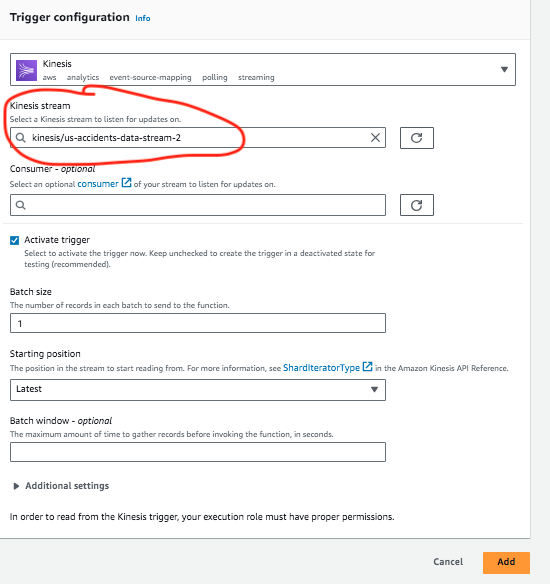 Trigger configuration Info
Kinesis
aws analytics event-source-mapping polling streaming
Kinesis stream
Select a Kinesis stream to listen for updates on.
kinesis/us-accidents-data-stream-2
Consumer - optional
Select an optional consumer of your stream to listen for updates on.
Activate trigger
Select to activate the trigger now. Keep unchecked to create the trigger in a deactivated state for
testing (recommended).
Batch size
The number of records in each batch to send to the function.
1
Starting position
The position in the stream to start reading from. For more information, see ShardIteratorType in the Amazon Kinesis API Reference.
Latest
Batch window - optional
The maximum amount of time to gather records before invoking the function, in seconds.
Additional settings
In order to read from the Kinesis trigger, your execution role must have proper permissions.
Cancel Add